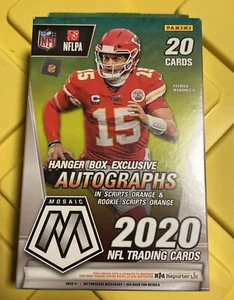 NFL
NFLPA
PANINI
20
CARDS
PATRICK
MAHOMES II
CHIEFS
15
HANGER BOX EXCLUSIVE
AUTOGRAPHS
IN SCRIPTS ORANGE &
ROOKIE SCRIPTS ORANGE
MOSAIC
M
2020
NFL TRADING CARDS